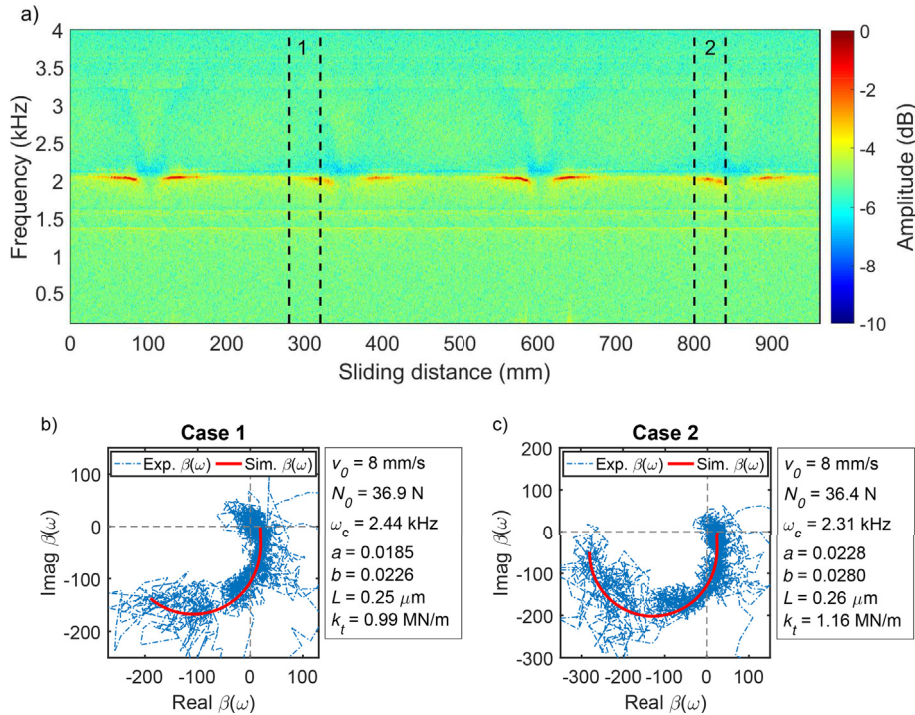 a)
4
3.5
3
2.5
2
1.5
1
0.5
Frequency (kHz)
1
2
0
100
200
300
400
500
600
700
800
900
Sliding distance (mm)
0
-2
-4
-6
-8
-10
Amplitude (dB)
b)
Case 1
Exp. β(ω)
Sim. β(ω)
100
0
-100
-200
Imag β(ω)
-200
-100
0
100
Real β(ω)
v0 = 8 mm/s
N0 = 36.9 N
ωc = 2.44 kHz
a = 0.0185
b = 0.0226
L = 0.25 μm
kt = 0.99 MN/m
c)
Case 2
Exp. β(ω)
Sim. β(ω)
200
100
0
-100
-200
-300
Imag β(ω)
-300
-200
-100
0
100
Real β(ω)
v0 = 8 mm/s
N0 = 36.4 N
ωc = 2.31 kHz
a = 0.0228
b = 0.0280
L = 0.26 μm
kt = 1.16 MN/m